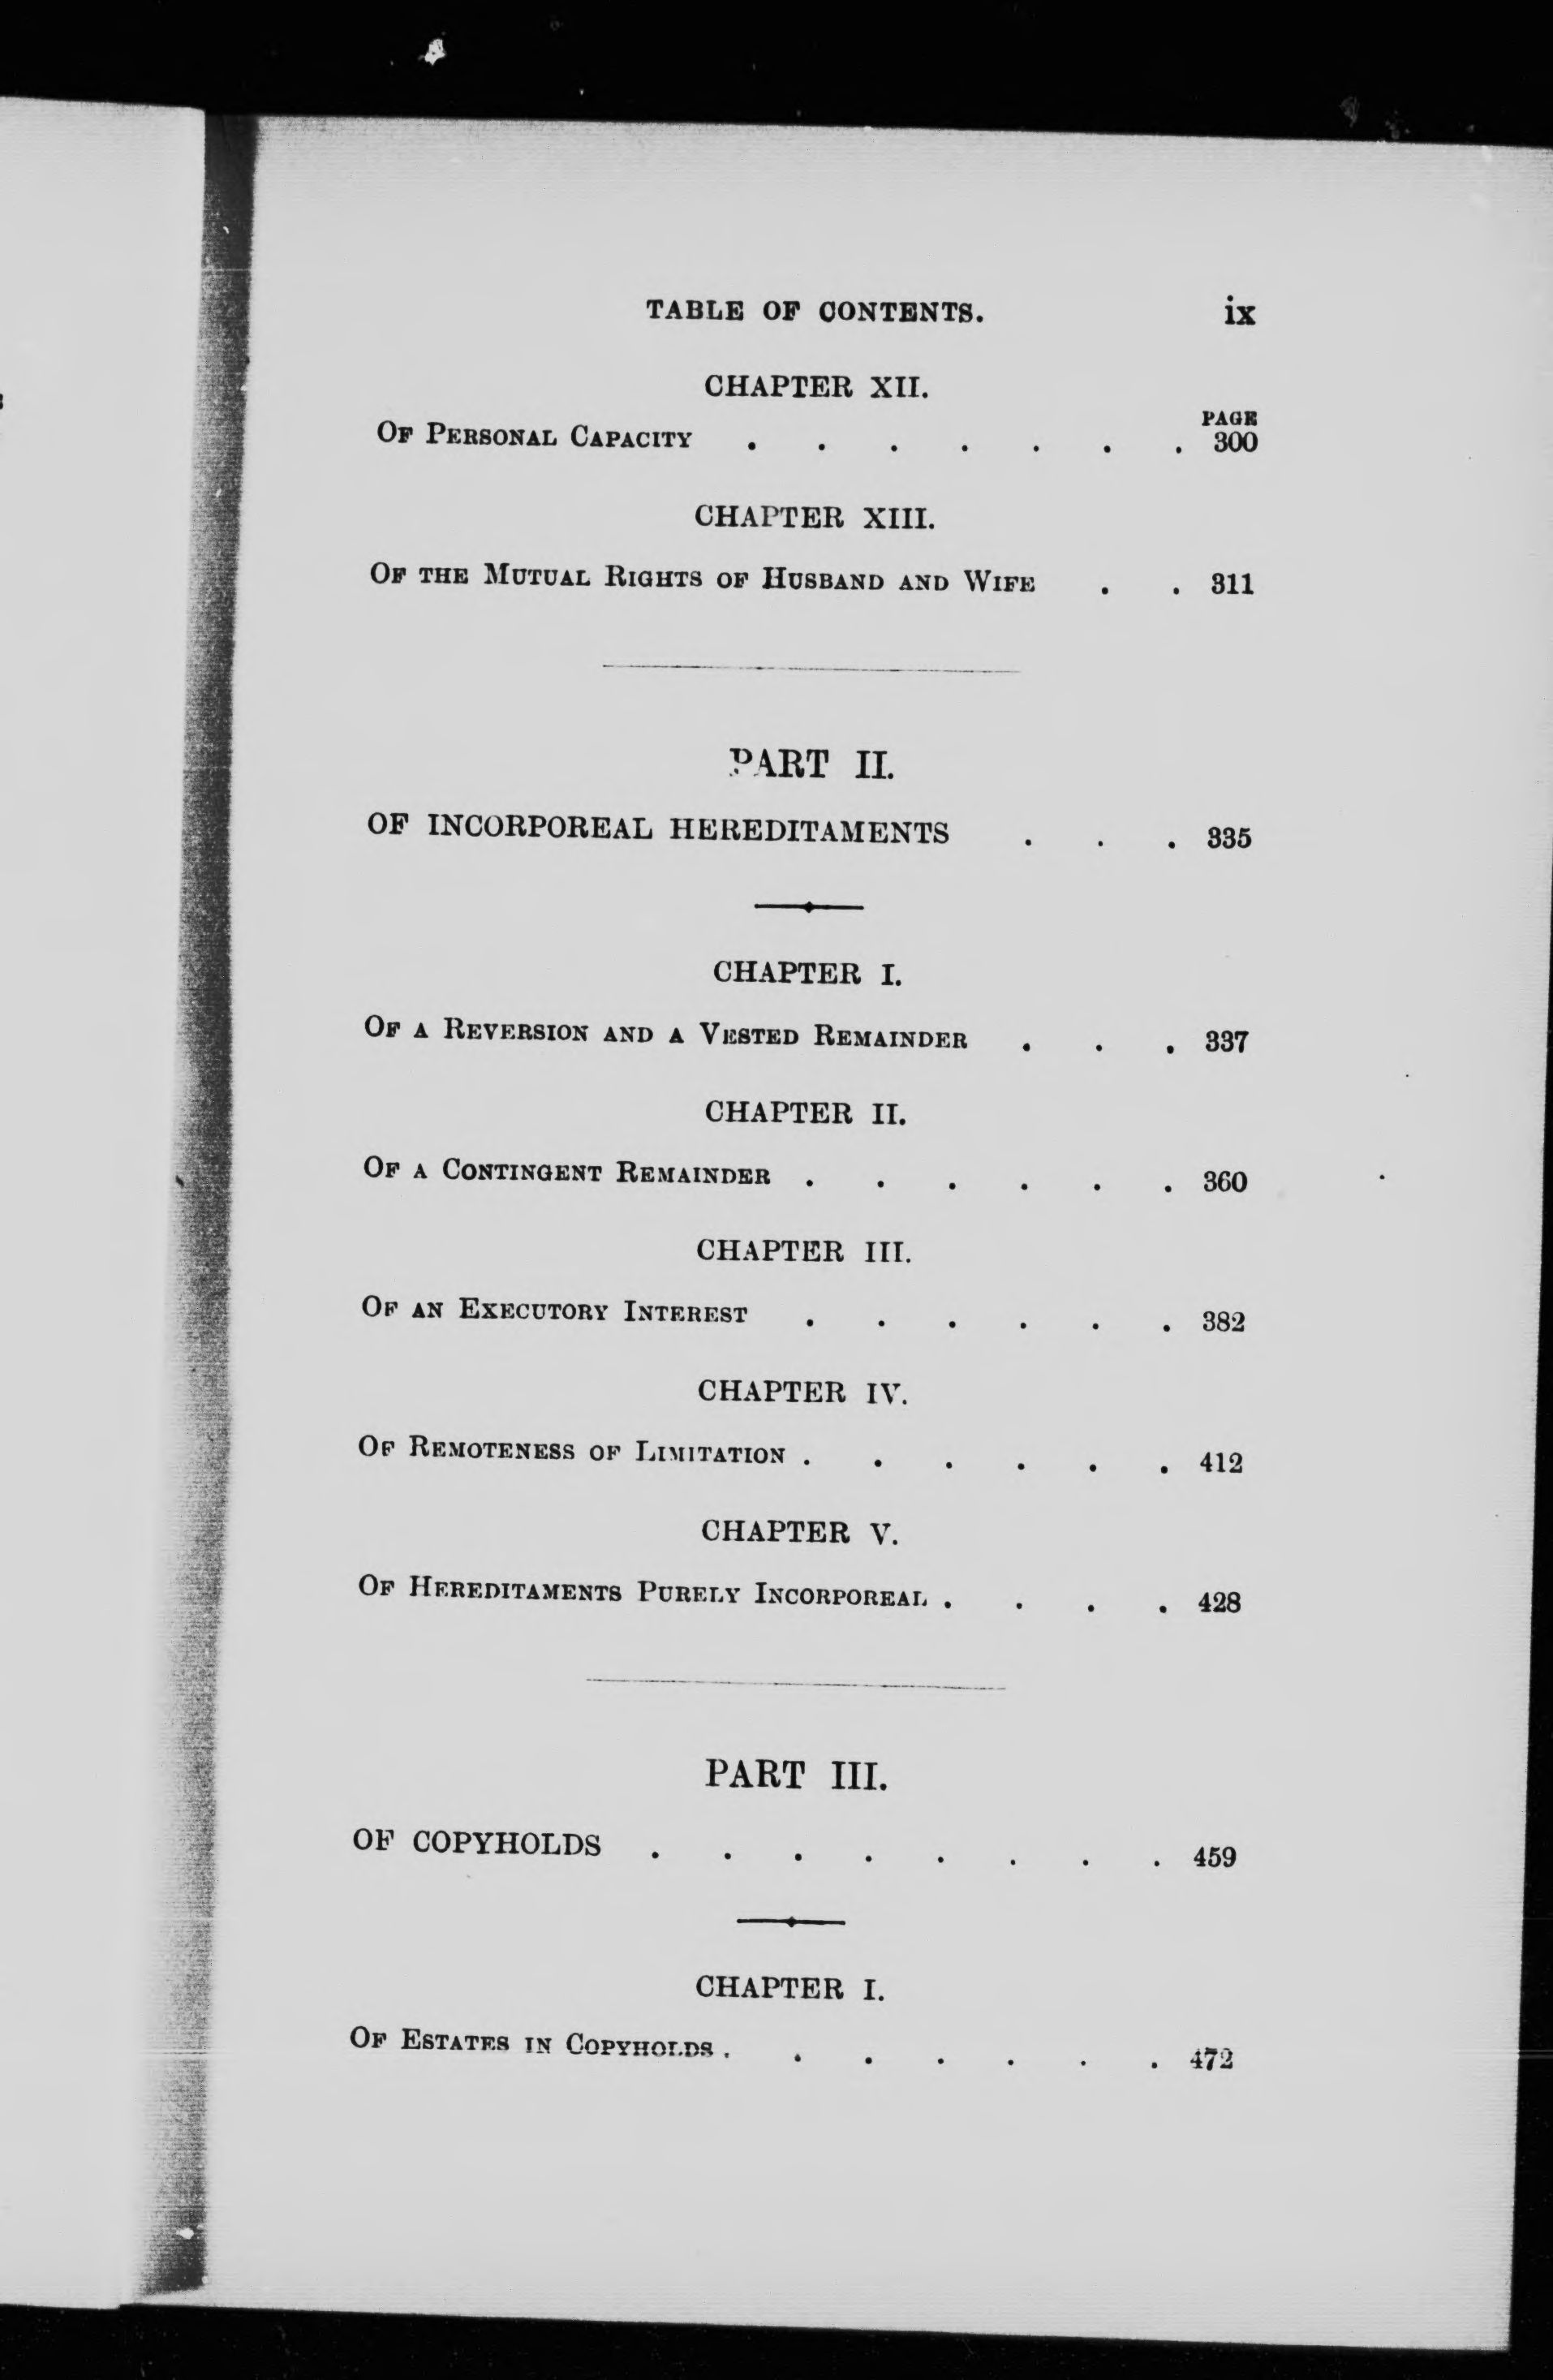 TABLE OF CONTENTS. ix
CHAPTER XII.
PAGE
OF PERSONAL CAPACITY . . . . . . . 300
CHAPTER XIII.
OF THE MUTUAL RIGHTS OF HUSBAND AND WIFE . . 311
PART II.
OF INCORPOREAL HEREDITAMENTS . . . 335
CHAPTER I.
OF A REVERSION AND A VESTED REMAINDER . . . 337
CHAPTER II.
OF A CONTINGENT REMAINDER . . . . . . 360
CHAPTER III.
OF AN EXECUTORY INTEREST . . . . . . 382
CHAPTER IV.
OF REMOTENESS OF LIMITATION . . . . . . 412
CHAPTER V.
OF HEREDITAMENTS PURELY INCORPOREAL . . . . 428
PART III.
OF COPYHOLDS . . . . . . . . 459
CHAPTER I.
OF ESTATES IN COPYHOLDS . . . . . . . 472